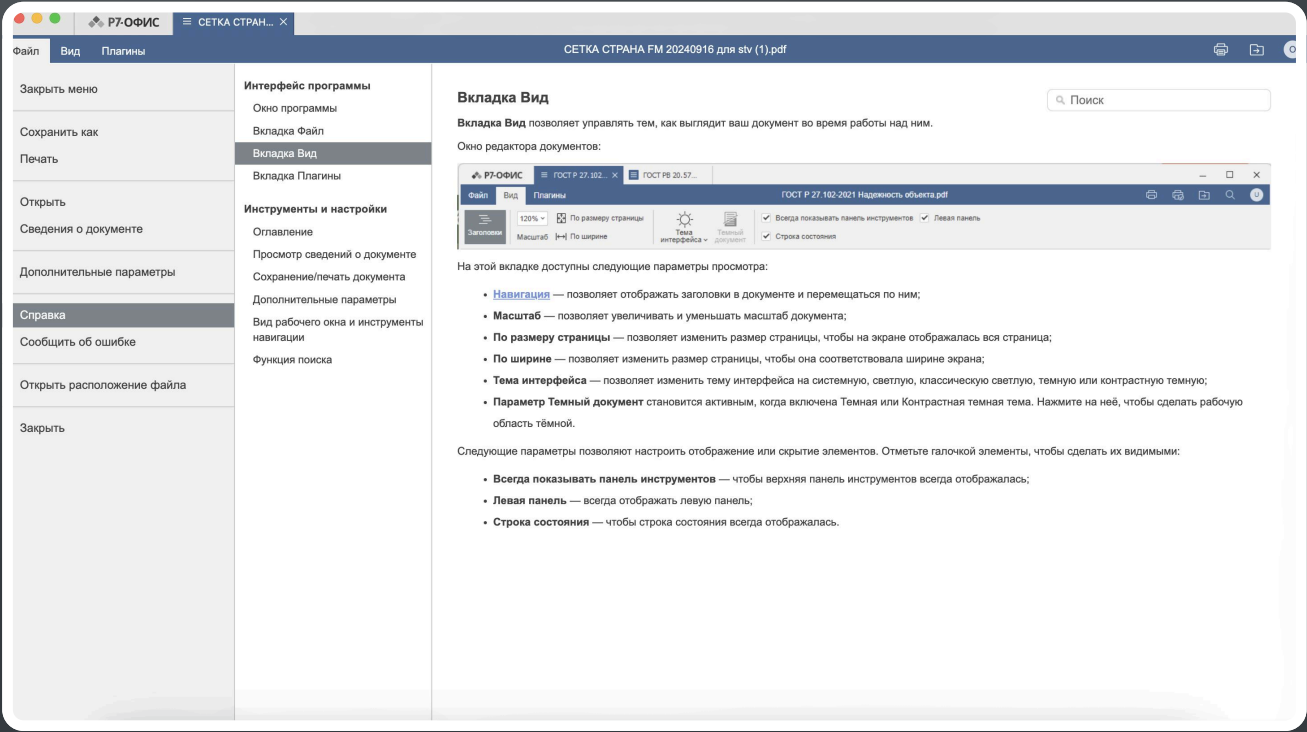 Р7-ОФИС
СЕТКА СТРАН...
Файл Вид Плагины
СЕТКА СТРАНА FM 20240916 для stv (1).pdf
Закрыть меню
Сохранить как
Печать
Открыть
Сведения о документе
Дополнительные параметры
Справка
Сообщить об ошибке
Открыть расположение файла
Закрыть
Интерфейс программы
Окно программы
Вкладка Файл
Вкладка Вид
Вкладка Плагины
Инструменты и настройки
Оглавление
Просмотр сведений о документе
Сохранение/печать документа
Дополнительные параметры
Вид рабочего окна и инструменты
навигации
Функция поиска
Вкладка Вид
Поиск
Вкладка Вид позволяет управлять тем, как выглядит ваш документ во время работы над ним.
Окно редактора документов:
Р7-ОФИС ГОСТ Р 27.102... ГОСТ РВ 20.57...
Файл Вид Плагины ГОСТ Р 27.102-2021 Надежность объекта.pdf U
Заголовки
120% По размеру страницы
Масштаб По ширине
Тема
интерфейса
Темный
документ
Всегда показывать панель инструментов Левая панель
Строка состояния
На этой вкладке доступны следующие параметры просмотра:
• Навигация — позволяет отображать заголовки в документе и перемещаться по ним;
• Масштаб — позволяет увеличивать и уменьшать масштаб документа;
• По размеру страницы — позволяет изменить размер страницы, чтобы на экране отображалась вся страница;
• По ширине — позволяет изменить размер страницы, чтобы она соответствовала ширине экрана;
• Тема интерфейса — позволяет изменить тему интерфейса на системную, светлую, классическую светлую, темную или контрастную темную;
• Параметр Темный документ становится активным, когда включена Темная или Контрастная темная тема. Нажмите на неё, чтобы сделать рабочую
область тёмной.
Следующие параметры позволяют настроить отображение или скрытие элементов. Отметьте галочкой элементы, чтобы сделать их видимыми:
• Всегда показывать панель инструментов — чтобы верхняя панель инструментов всегда отображалась;
• Левая панель — всегда отображать левую панель;
• Строка состояния — чтобы строка состояния всегда отображалась.